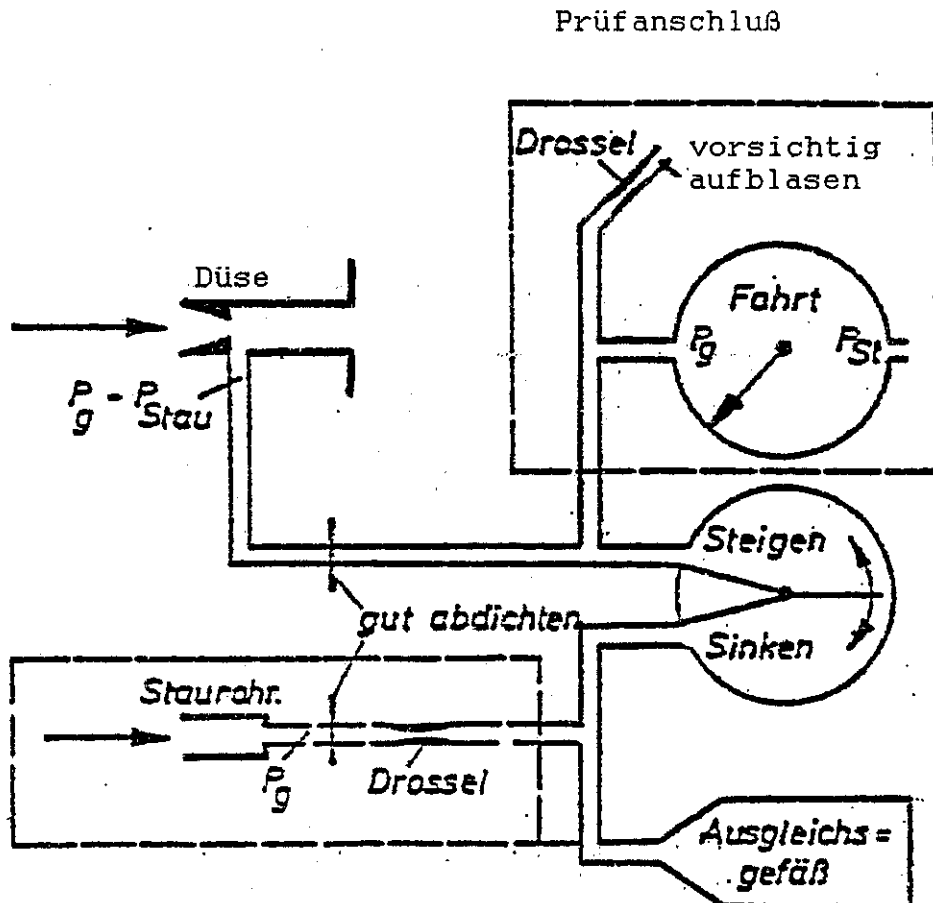 Prüfanschluß
Drossel
vorsichtig
aufblasen
Düse
Fahrt
Pg
PSt
Pg - PStau
Steigen
gut abdichten
Sinken
Staurohr.
Pg
Drossel
Ausgleichs=
gefäß